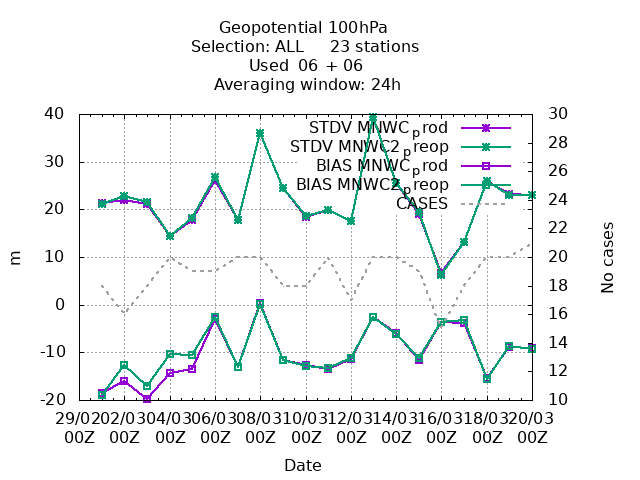 Geopotential 100hPa
Selection: ALL 23 stations
Used 06 + 06
Averaging window: 24h
40
30
20
10
0
-10
-20
30
28
26
24
22
20
18
16
14
12
10
STDV MNWC_prod
STDV MNWC2_preop
BIAS MNWC_prod
BIAS MNWC2_preop
CASES
m
No cases
29/02 02/03 04/03 06/03 08/03 10/03 12/03 14/03 16/03 18/03 20/03
00Z 00Z 00Z 00Z 00Z 00Z 00Z 00Z 00Z 00Z 00Z
Date